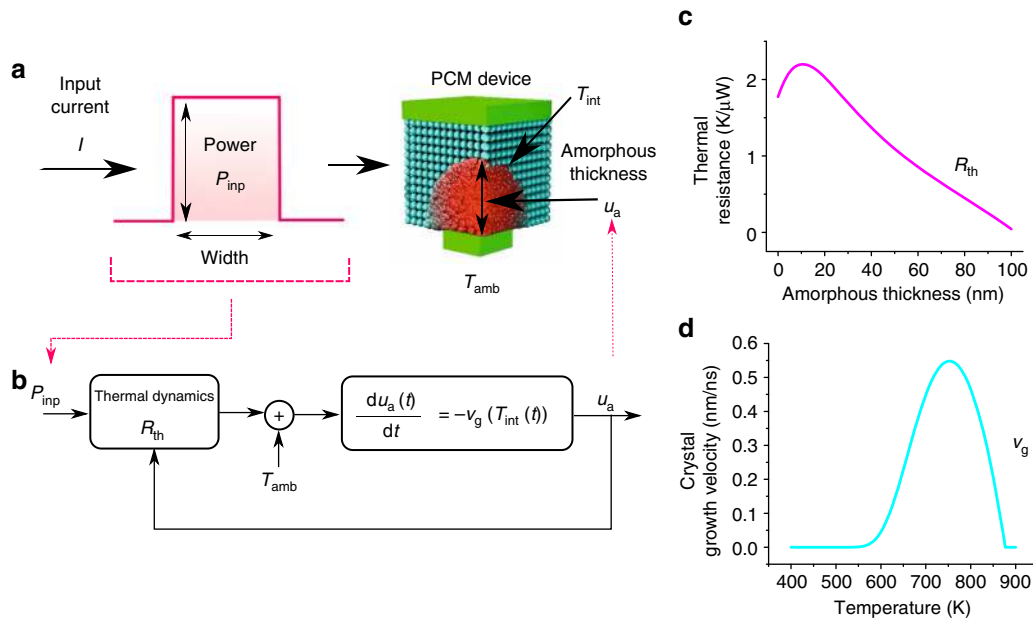 a
Input
current
I
Power
P_inp
Width
PCM device
T_int
Amorphous
thickness
u_a
T_amb
b
P_inp
Thermal dynamics
R_th
+
T_amb
du_a(t)
dt
= −v_g (T_int (t))
u_a
c
Thermal
resistance (K/μW)
2
1
0
R_th
0 20 40 60 80 100
Amorphous thickness (nm)
d
Crystal
growth velocity (nm/ns)
0.6
0.5
0.4
0.3
0.2
0.1
0.0
v_g
400 500 600 700 800 900
Temperature (K)